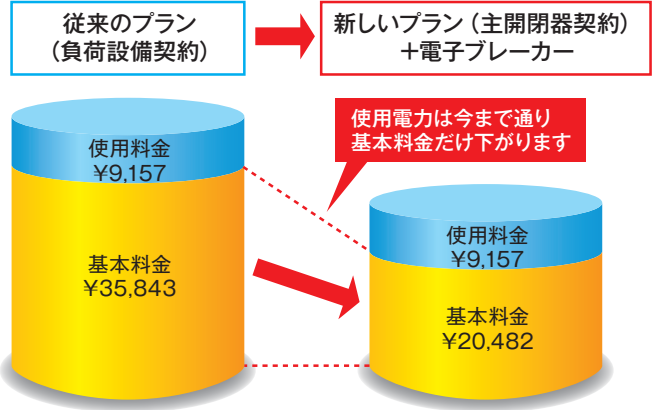 従来のプラン
(負荷設備契約)
新しいプラン(主開閉器契約)
+電子ブレーカー
使用電力は今まで通り
基本料金だけ下がります
使用料金
¥9,157
基本料金
¥35,843
使用料金
¥9,157
基本料金
¥20,482